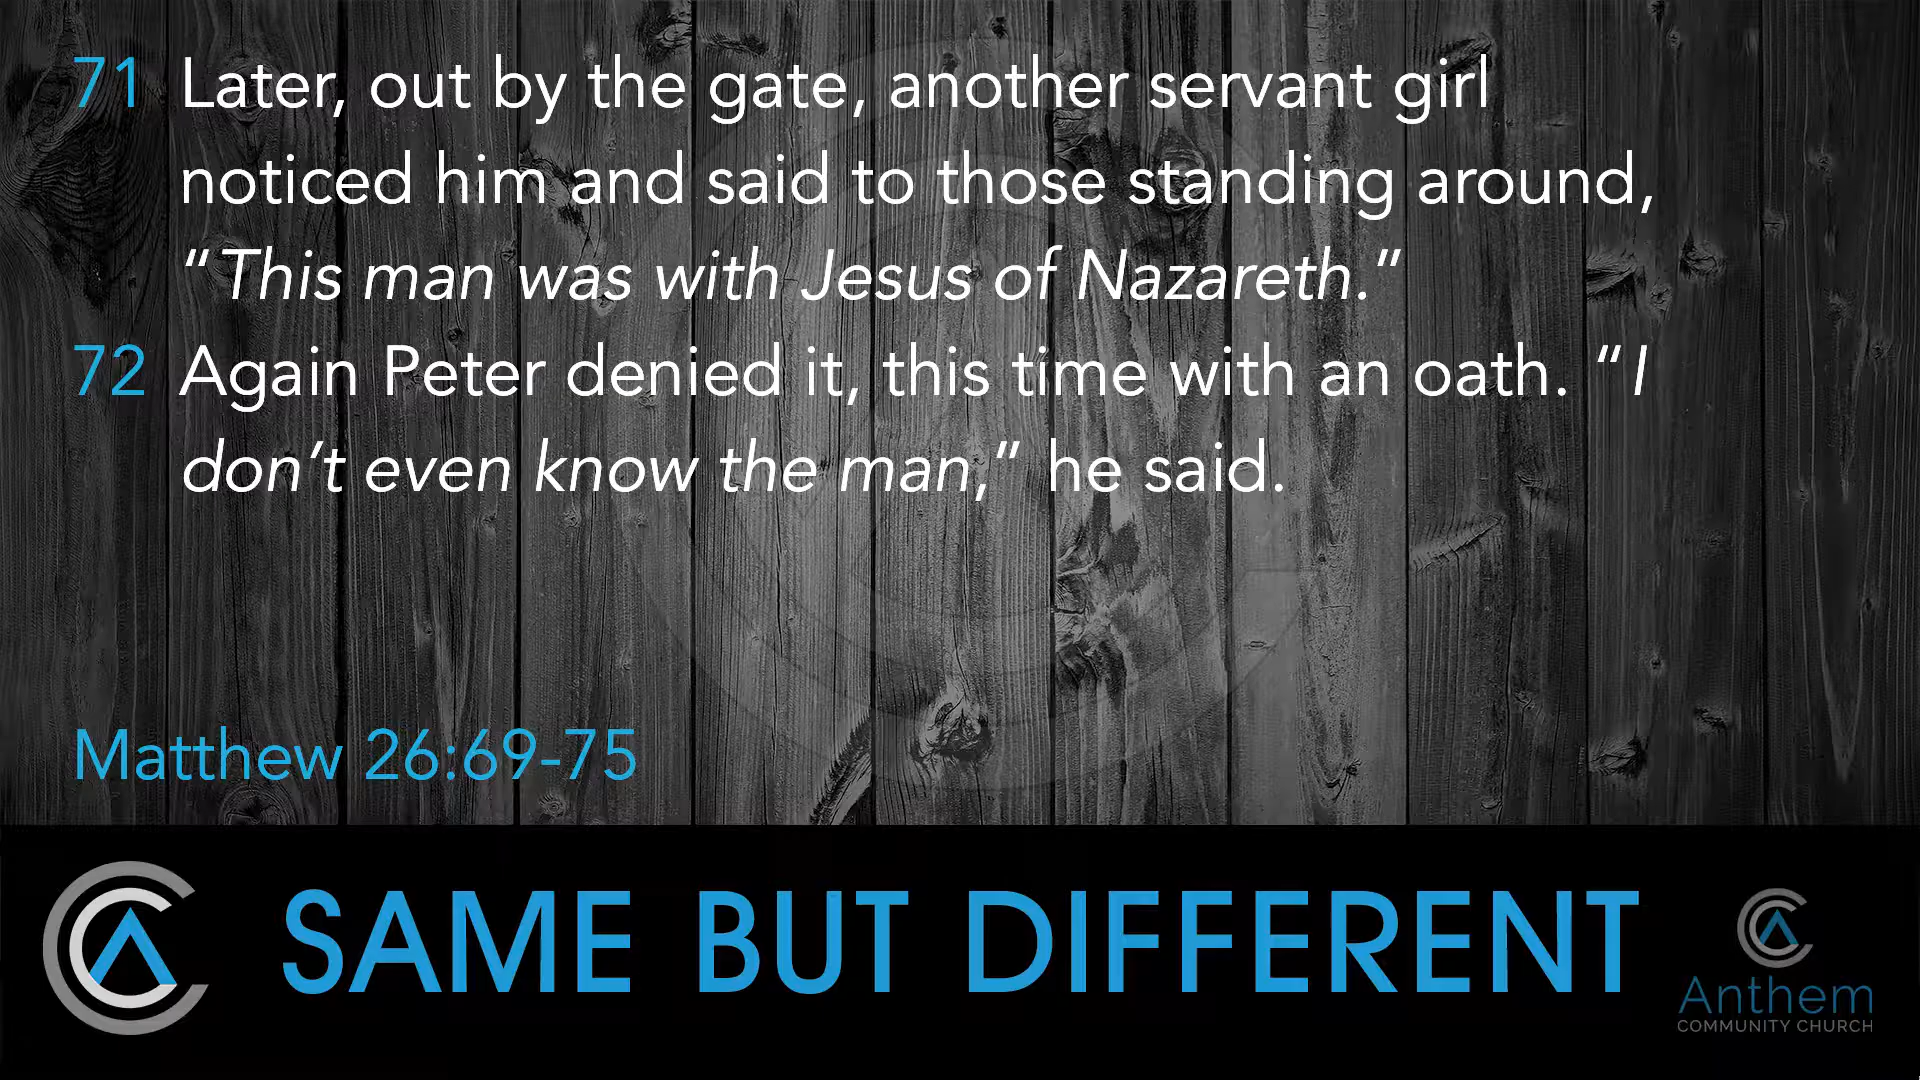 71 Later, out by the gate, another servant girl
noticed him and said to those standing around,
“This man was with Jesus of Nazareth.”
72 Again Peter denied it, this time with an oath. “I
don’t even know the man,” he said.
Matthew 26:69-75
SAME BUT DIFFERENT
Anthem
COMMUNITY CHURCH